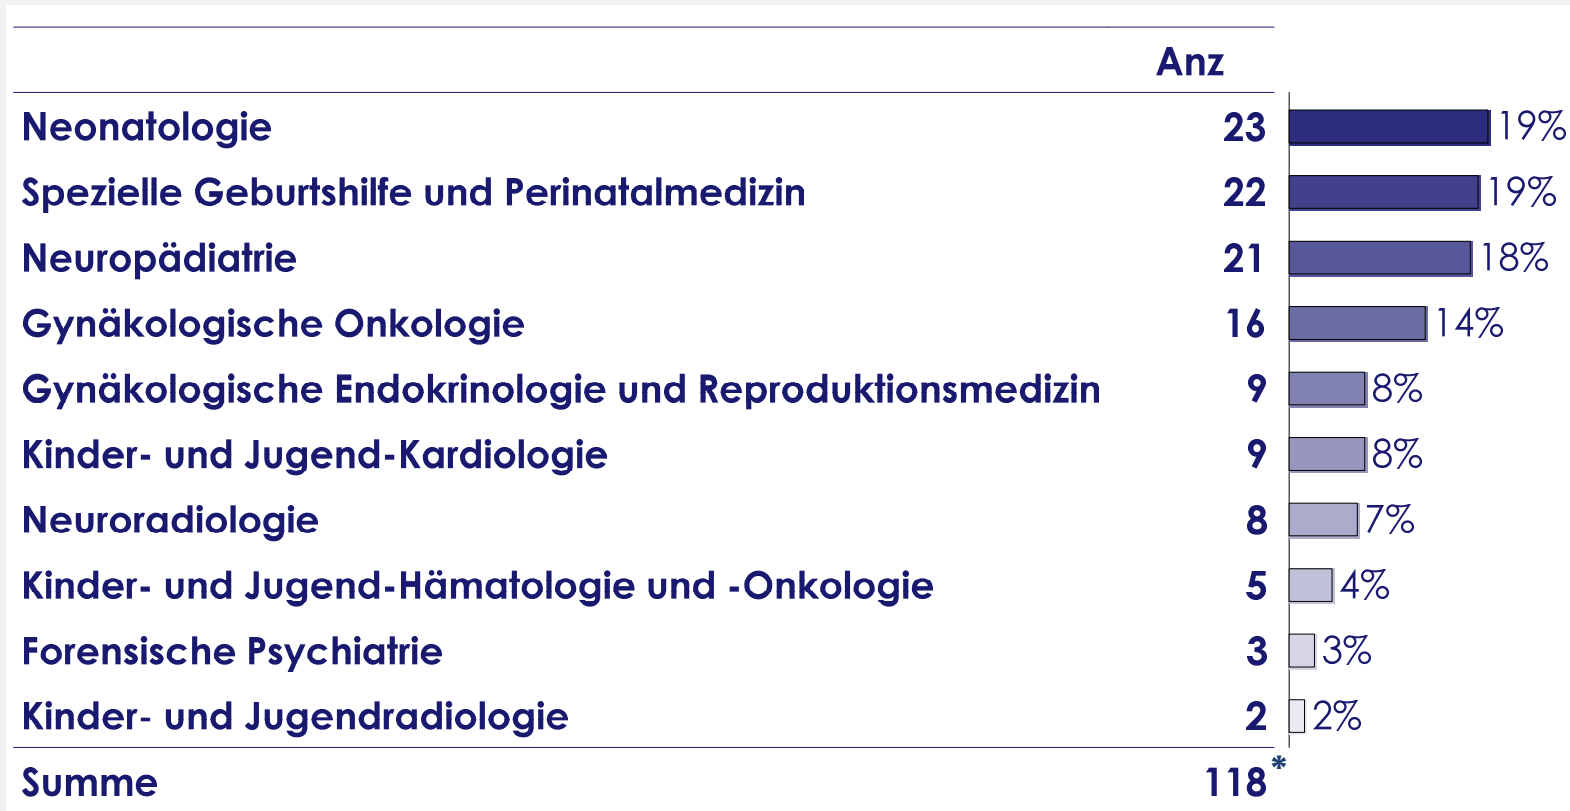 Anz
Neonatologie 23 19%
Spezielle Geburtshilfe und Perinatalmedizin 22 19%
Neuropädiatrie 21 18%
Gynäkologische Onkologie 16 14%
Gynäkologische Endokrinologie und Reproduktionsmedizin 9 8%
Kinder- und Jugend-Kardiologie 9 8%
Neuroradiologie 8 7%
Kinder- und Jugend-Hämatologie und -Onkologie 5 4%
Forensische Psychiatrie 3 3%
Kinder- und Jugendradiologie 2 2%
Summe 118*